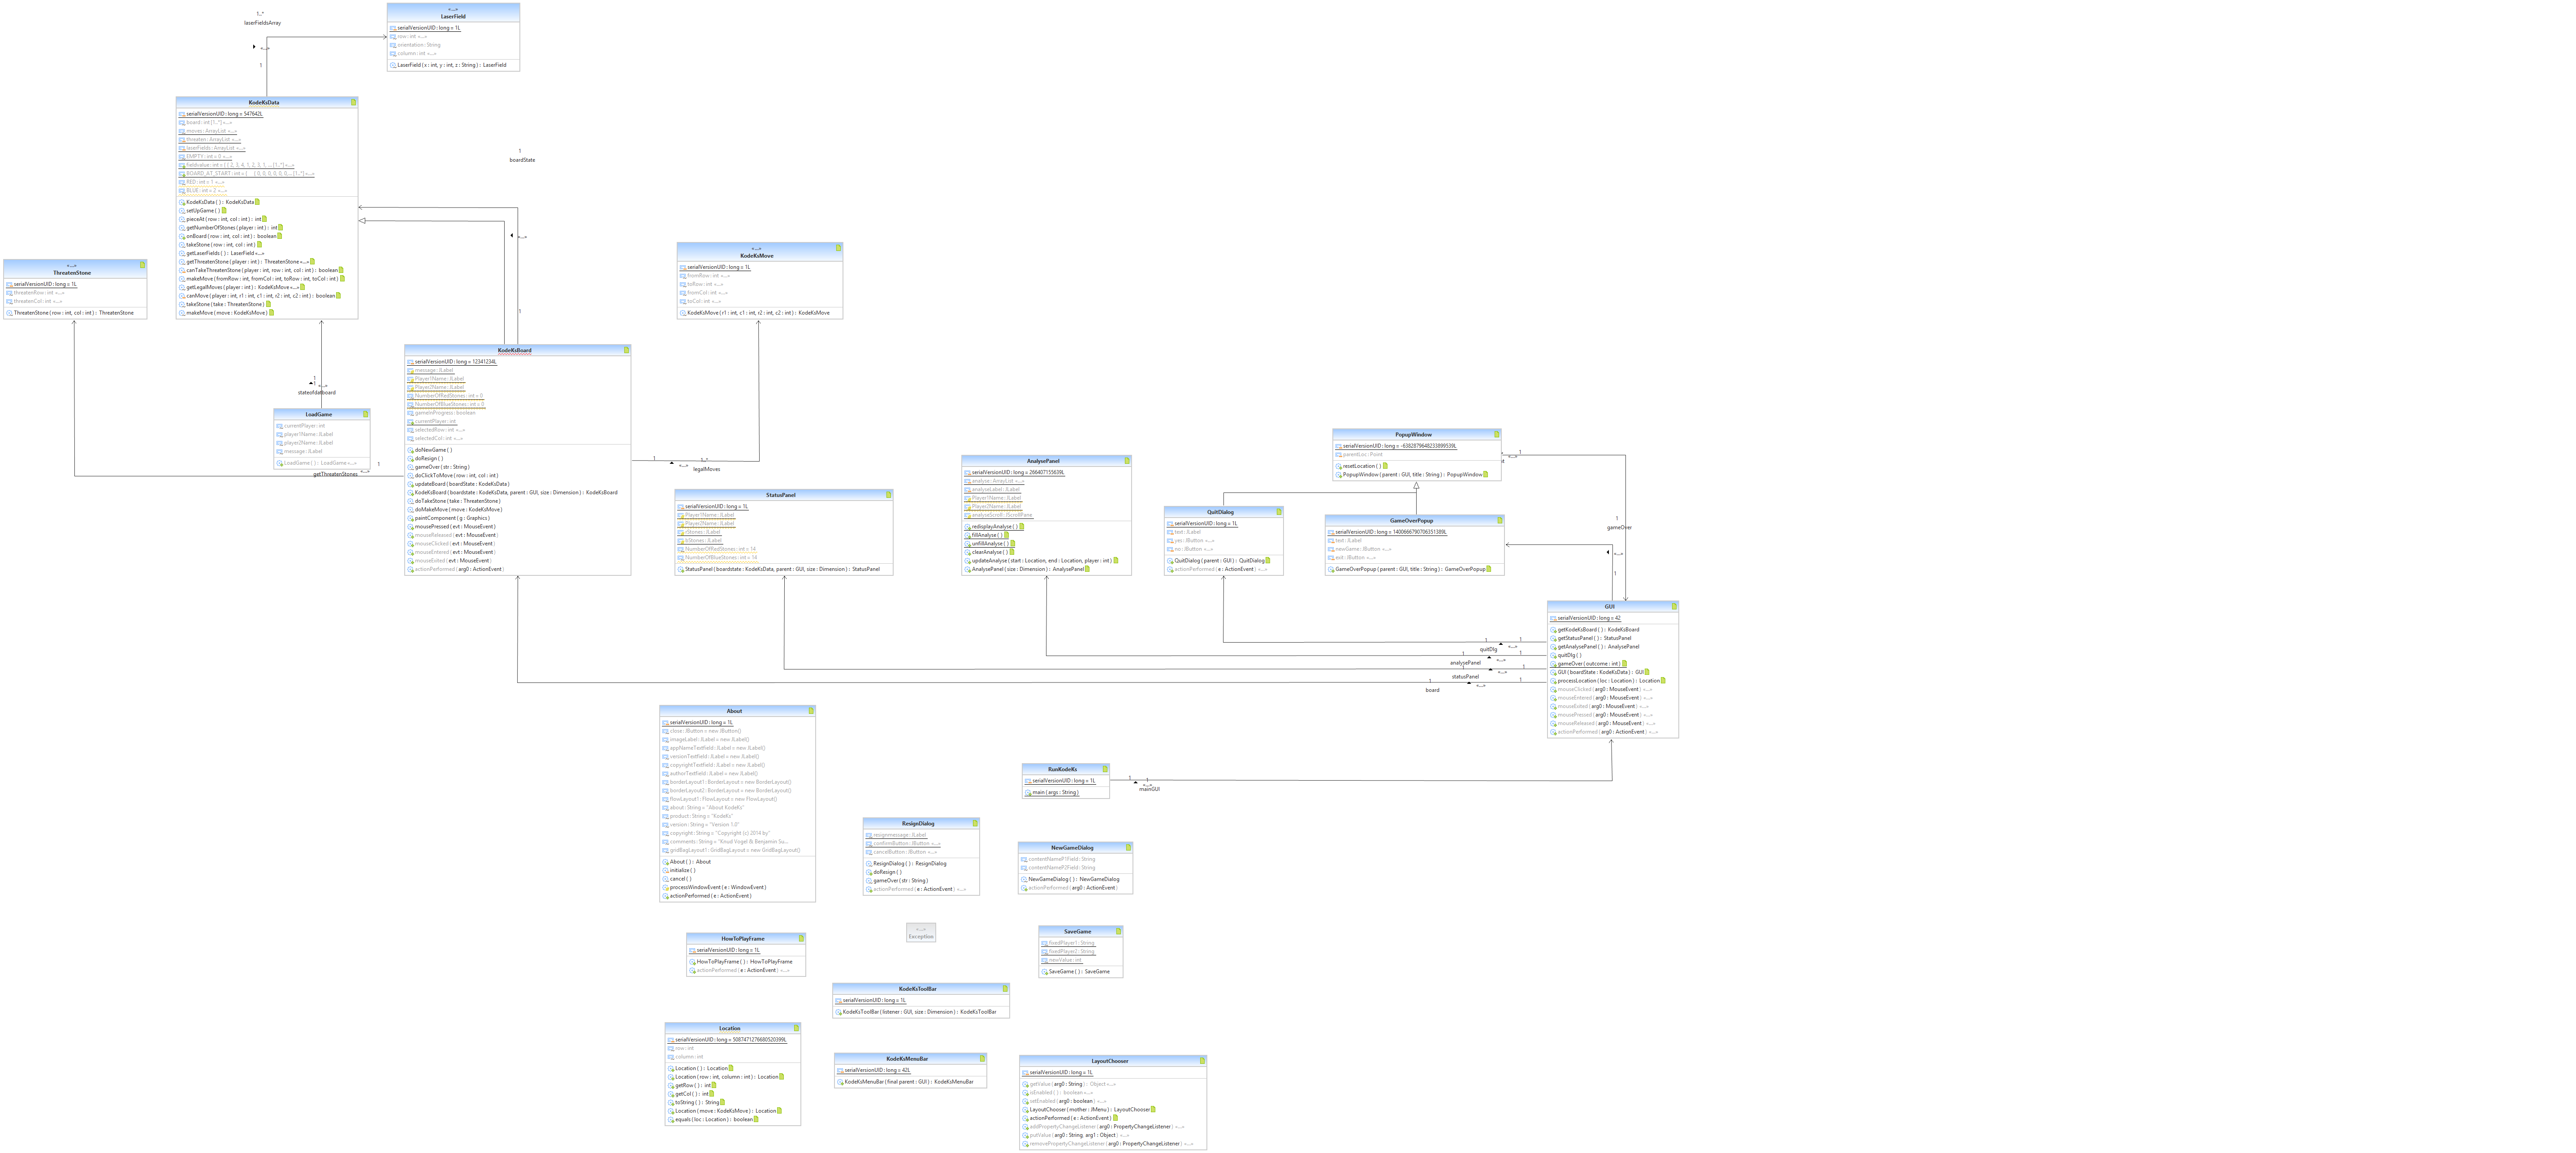 «...»
LaserField
serialVersionUID : long = 1L
row : int «...»
orientation : String
column : int «...»
LaserField ( x : int, y : int, z : String ) : LaserField
1..*
laserFieldsArray
«...»
1
KodeKsData
serialVersionUID : long = 547642L
board : int [1..*] «...»
moves : ArrayList «...»
threaten : ArrayList «...»
laserFields : ArrayList «...»
EMPTY : int = 0 «...»
fieldvalue : int = { { 2, 3, 4, 1, 2, 3, 1, ... [1..*] «...»
BOARD_AT_START : int = { { 0, 0, 0, 0, 0, 0, ... [1..*] «...»
RED : int = 1 «...»
BLUE : int = 2 «...»
KodeKsData ( ) : KodeKsData
setUpGame ( )
pieceAt ( row : int, col : int ) : int
getNumberOfStones ( player : int ) : int
onBoard ( row : int, col : int ) : boolean
takeStone ( row : int, col : int )
getLaserFields ( ) : LaserField «...»
getThreatenStone ( player : int ) : ThreatenStone «...»
canTakeThreatenStone ( player : int, row : int, col : int ) : boolean
makeMove ( fromRow : int, fromCol : int, toRow : int, toCol : int )
getLegalMoves ( player : int ) : KodeKsMove «...»
canMove ( player : int, r1 : int, c1 : int, r2 : int, c2 : int ) : boolean
takeStone ( take : ThreatenStone )
makeMove ( move : KodeKsMove )
1
boardState
«...»
1
«...»
ThreatenStone
serialVersionUID : long = 1L
threatenRow : int «...»
threatenCol : int «...»
ThreatenStone ( row : int, col : int ) : ThreatenStone
«...»
KodeKsMove
serialVersionUID : long = 1L
fromRow : int «...»
toRow : int «...»
fromCol : int «...»
toCol : int «...»
KodeKsMove ( r1 : int, c1 : int, r2 : int, c2 : int ) : KodeKsMove
1
1
«...»
stateofdatboard
LoadGame
currentPlayer : int
player1Name : JLabel
player2Name : JLabel
message : JLabel
LoadGame ( ) : LoadGame «...»
1
«...»
getThreatenStones
KodeKsBoard
serialVersionUID : long = 12341234L
message : JLabel
Player1Name : JLabel
Player2Name : JLabel
NumberOfRedStones : int = 0
NumberOfBlueStones : int = 0
gameInProgress : boolean
currentPlayer : int
selectedRow : int «...»
selectedCol : int «...»
doNewGame ( )
doResign ( )
gameOver ( str : String )
doClickToMove ( row : int, col : int )
updateBoard ( boardState : KodeKsData )
KodeKsBoard ( boardstate : KodeKsData, parent : GUI, size : Dimension ) : KodeKsBoard
doTakeStone ( take : ThreatenStone )
doMakeMove ( move : KodeKsMove )
paintComponent ( g : Graphics )
mousePressed ( evt : MouseEvent )
mouseReleased ( evt : MouseEvent )
mouseClicked ( evt : MouseEvent )
mouseEntered ( evt : MouseEvent )
mouseExited ( evt : MouseEvent )
actionPerformed ( arg0 : ActionEvent )
1
«...»
1..*
legalMoves
StatusPanel
serialVersionUID : long = 1L
Player1Name : JLabel
Player2Name : JLabel
rStones : JLabel
bStones : JLabel
NumberOfRedStones : int = 14
NumberOfBlueStones : int = 14
StatusPanel ( boardstate : KodeKsData, parent : GUI, size : Dimension ) : StatusPanel
AnalysePanel
serialVersionUID : long = 266407155639L
analyse : ArrayList «...»
analyseLabel : JLabel
Player1Name : JLabel
Player2Name : JLabel
analyseScroll : JScrollPane
redisplayAnalyse ( )
fillAnalyse ( )
unfillAnalyse ( )
clearAnalyse ( )
updateAnalyse ( start : Location, end : Location, player : int )
AnalysePanel ( size : Dimension ) : AnalysePanel
QuitDialog
serialVersionUID : long = 1L
text : JLabel
yes : JButton «...»
no : JButton «...»
QuitDialog ( parent : GUI ) : QuitDialog
actionPerformed ( e : ActionEvent ) «...»
PopupWindow
serialVersionUID : long = -6382879648233899539L
parentLoc : Point
resetLocation ( )
PopupWindow ( parent : GUI, title : String ) : PopupWindow
1
«...»
GameOverPopup
serialVersionUID : long = 1400666790706351389L
text : JLabel
newGame : JButton «...»
exit : JButton «...»
GameOverPopup ( parent : GUI, title : String ) : GameOverPopup
1
gameOver
«...»
1
GUI
serialVersionUID : long = 42
getKodeKsBoard ( ) : KodeKsBoard
getStatusPanel ( ) : StatusPanel
getAnalysePanel ( ) : AnalysePanel
quitDlg ( )
gameOver ( outcome : int )
GUI ( boardState : KodeKsData ) : GUI
processLocation ( loc : Location ) : Location
mouseClicked ( arg0 : MouseEvent ) «...»
mouseEntered ( arg0 : MouseEvent ) «...»
mouseExited ( arg0 : MouseEvent ) «...»
mousePressed ( arg0 : MouseEvent ) «...»
mouseReleased ( arg0 : MouseEvent ) «...»
actionPerformed ( arg0 : ActionEvent ) «...»
1
1
«...»
quitDlg
1
1
«...»
analysePanel
1
1
«...»
statusPanel
1
1
«...»
board
About
serialVersionUID : long = 1L
close : JButton = new JButton()
imageLabel : JLabel = new JLabel()
appNameTextfield : JLabel = new JLabel()
versionTextfield : JLabel = new JLabel()
copyrightTextfield : JLabel = new JLabel()
authorTextfield : JLabel = new JLabel()
borderLayout1 : BorderLayout = new BorderLayout()
borderLayout2 : BorderLayout = new BorderLayout()
flowLayout1 : FlowLayout = new FlowLayout()
about : String = "About KodeKs"
product : String = "KodeKs"
version : String = "Version 1.0"
copyright : String = "Copyright (c) 2014 by"
comments : String = "Knud Vogel & Benjamin Su...
gridBagLayout1 : GridBagLayout = new GridBagLayout()
About ( ) : About
initialize ( )
cancel ( )
processWindowEvent ( e : WindowEvent )
actionPerformed ( e : ActionEvent )
RunKodeKs
serialVersionUID : long = 1L
main ( args : String )
1
1
«...»
mainGUI
ResignDialog
resignmessage : JLabel
confirmButton : JButton «...»
cancelButton : JButton «...»
ResignDialog ( ) : ResignDialog
doResign ( )
gameOver ( str : String )
actionPerformed ( e : ActionEvent ) «...»
NewGameDialog
contentNameP1Field : String
contentNameP2Field : String
NewGameDialog ( ) : NewGameDialog
actionPerformed ( arg0 : ActionEvent )
«...»
Exception
HowToPlayFrame
serialVersionUID : long = 1L
HowToPlayFrame ( ) : HowToPlayFrame
actionPerformed ( e : ActionEvent ) «...»
SaveGame
fixedPlayer1 : String
fixedPlayer2 : String
newValue : int
SaveGame ( ) : SaveGame
KodeKsToolBar
serialVersionUID : long = 1L
KodeKsToolBar ( listener : GUI, size : Dimension ) : KodeKsToolBar
Location
serialVersionUID : long = 5087471276680520399L
row : int
column : int
Location ( ) : Location
Location ( row : int, column : int ) : Location
getRow ( ) : int
getCol ( ) : int
toString ( ) : String
Location ( move : KodeKsMove ) : Location
equals ( loc : Location ) : boolean
KodeKsMenuBar
serialVersionUID : long = 42L
KodeKsMenuBar ( final parent : GUI ) : KodeKsMenuBar
LayoutChooser
serialVersionUID : long = 1L
getValue ( arg0 : String ) : Object «...»
isEnabled ( ) : boolean «...»
setEnabled ( arg0 : boolean ) «...»
LayoutChooser ( mother : JMenu ) : LayoutChooser
actionPerformed ( e : ActionEvent )
addPropertyChangeListener ( arg0 : PropertyChangeListener ) «...»
putValue ( arg0 : String, arg1 : Object ) «...»
removePropertyChangeListener ( arg0 : PropertyChangeListener ) «...»